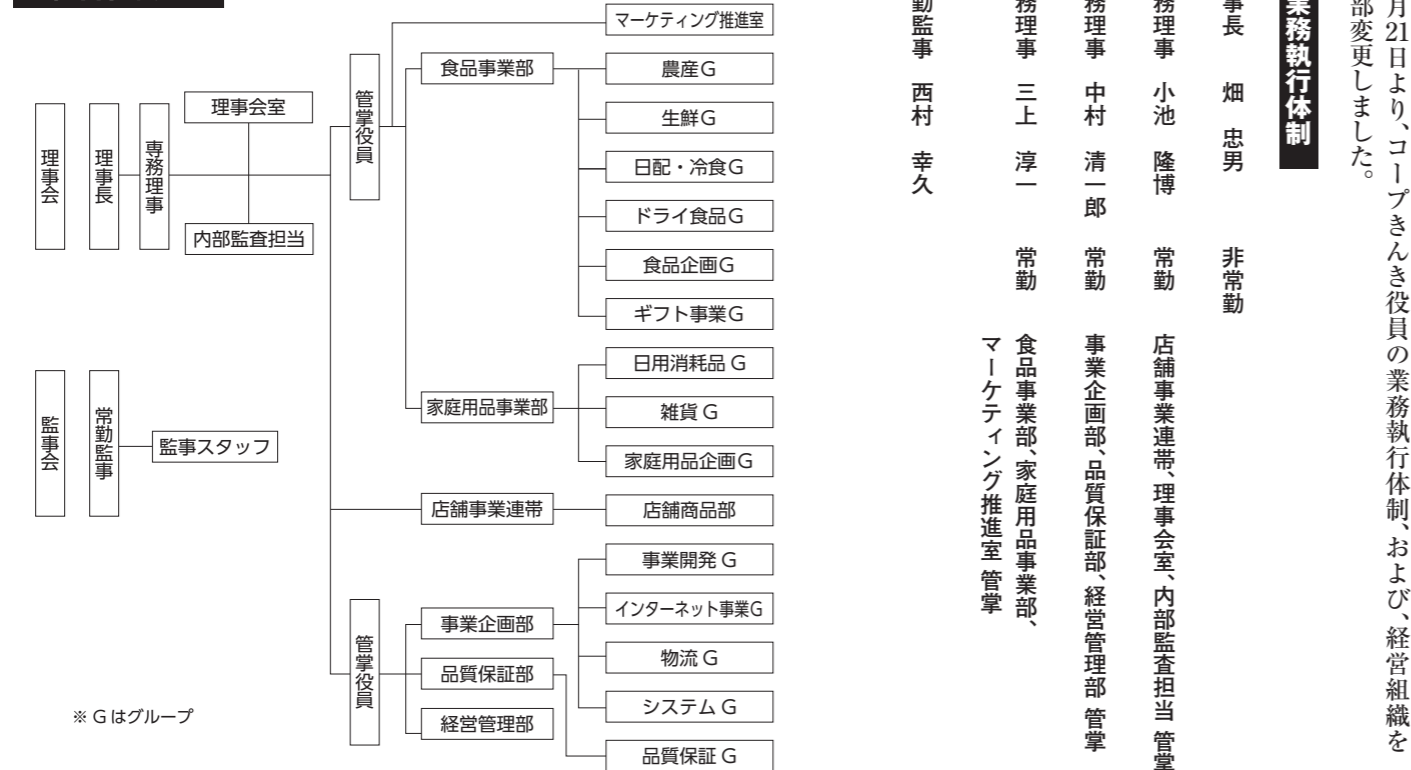 月21日より、コープきんき役員の業務執行体制、および、経営組織を
部変更しました。
業務執行体制
事長 畑 忠男 非常勤
務理事 小池 隆博 常勤 店舗事業連帯、理事会室、内部監査担当 管掌
務理事 中村 清一郎 常勤 事業企画部、品質保証部、経営管理部 管掌
務理事 三上 淳一 常勤 食品事業部、家庭用品事業部、
マーケティング推進室 管掌
勤監事 西村 幸久
理事会
理事長
専務理事
理事会室
内部監査担当
管掌役員
マーケティング推進室
食品事業部
農産G
生鮮G
日配・冷食G
ドライ食品G
食品企画G
ギフト事業G
家庭用品事業部
日用消耗品 G
雑貨 G
家庭用品企画G
店舗事業連帯
店舗商品部
管掌役員
事業企画部
事業開発 G
インターネット事業G
物流 G
システム G
品質保証部
品質保証 G
経営管理部
監事会
常勤監事
監事スタッフ
※ G はグループ